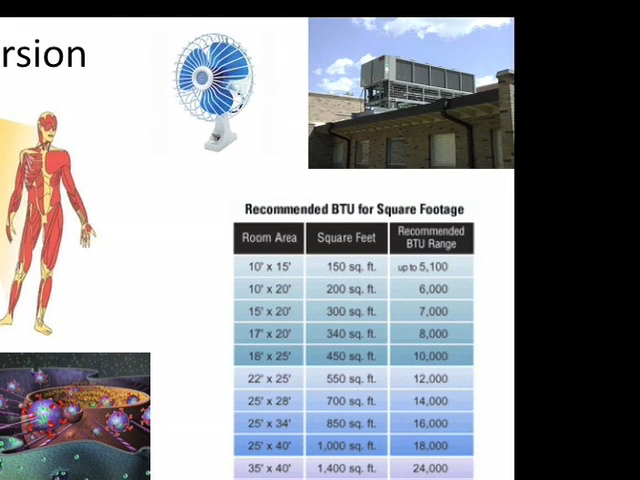 rsion
Recommended BTU for Square Footage
Room Area Square Feet Recommended BTU Range
10' x 15' 150 sq. ft. up to 5,100
10' x 20' 200 sq. ft. 6,000
15' x 20' 300 sq. ft. 7,000
17' x 20' 340 sq. ft. 8,000
18' x 25' 450 sq. ft. 10,000
22' x 25' 550 sq. ft. 12,000
25' x 28' 700 sq. ft. 14,000
25' x 34' 850 sq. ft. 16,000
25' x 40' 1,000 sq. ft. 18,000
35' x 40' 1,400 sq. ft. 24,000